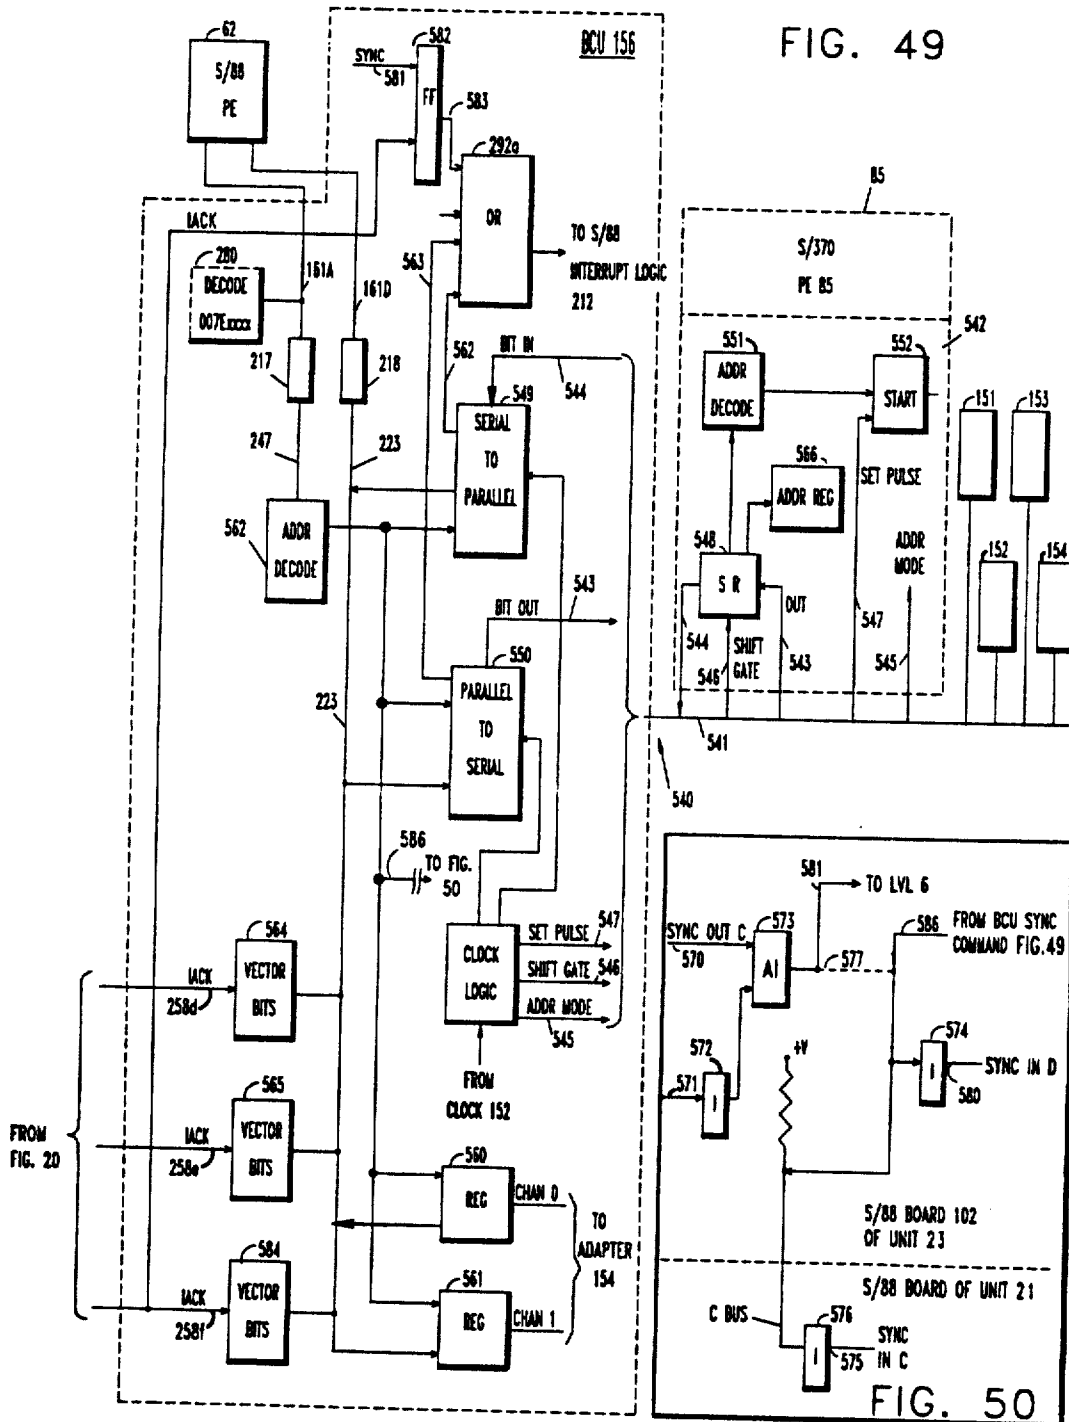 FIG. 49
BCU 156
62
S/88
PE
SYNC
581
582
FF
583
292a
OR
TO S/88
INTERRUPT LOGIC
212
IACK
280
DECODE
007Exxxx
161A
161D
563
562
217
218
247
223
BIT IN
544
549
SERIAL
TO
PARALLEL
562
ADDR
DECODE
BIT OUT
543
550
PARALLEL
TO
SERIAL
223
586
TO FIG.
50
CLOCK
LOGIC
SET PULSE
547
SHIFT GATE
546
ADDR MODE
545
FROM
CLOCK 152
564
VECTOR
BITS
IACK
258d
565
VECTOR
BITS
IACK
258e
FROM
FIG. 20
584
VECTOR
BITS
IACK
258f
560
REG
CHAN 0
561
REG
CHAN 1
TO
ADAPTER
154
85
S/370
PE 85
542
551
ADDR
DECODE
552
START
566
ADDR REG
SET PULSE
548
S R
OUT
544
SHIFT
GATE
546
543
547
ADDR
MODE
545
151
153
152
154
541
540
581
TO LVL 6
SYNC OUT C
570
573
AI
577
586
FROM BCU SYNC
COMMAND FIG.49
572
571
I
+V
574
I
580
SYNC IN D
S/88 BOARD 102
OF UNIT 23
S/88 BOARD OF UNIT 21
C BUS
576
I
575
SYNC
IN C
FIG. 50